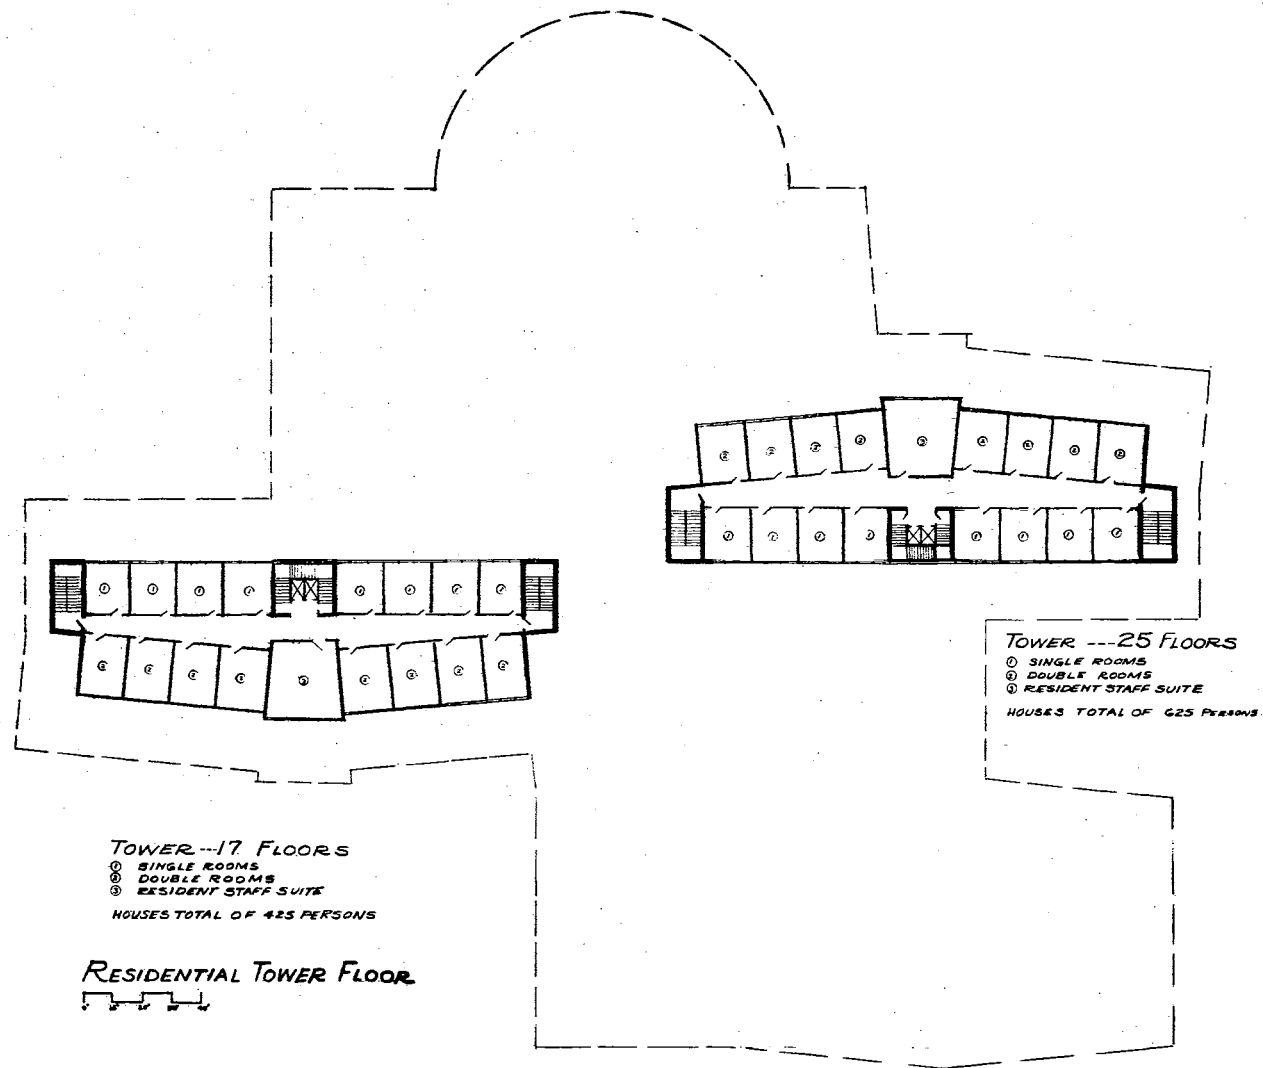 TOWER ---25 FLOORS
① SINGLE ROOMS
② DOUBLE ROOMS
③ RESIDENT STAFF SUITE
HOUSES TOTAL OF 625 PERSONS
TOWER ---17 FLOORS
① SINGLE ROOMS
② DOUBLE ROOMS
③ RESIDENT STAFF SUITE
HOUSES TOTAL OF 425 PERSONS
RESIDENTIAL TOWER FLOOR